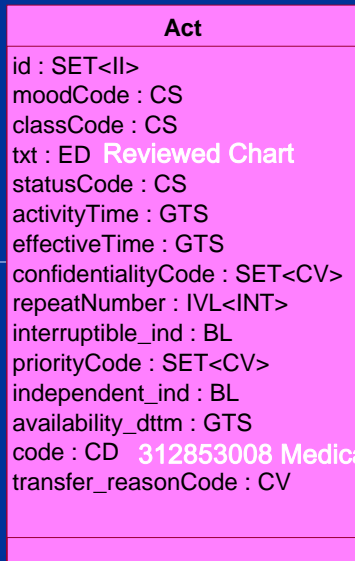 Act
id : SET<II>
moodCode : CS
classCode : CS
txt : ED Reviewed Chart
statusCode : CS
activityTime : GTS
effectiveTime : GTS
confidentialityCode : SET<CV>
repeatNumber : IVL<INT>
interruptible_ind : BL
priorityCode : SET<CV>
independent_ind : BL
availability_dttm : GTS
code : CD 312853008
transfer_reasonCode : CV